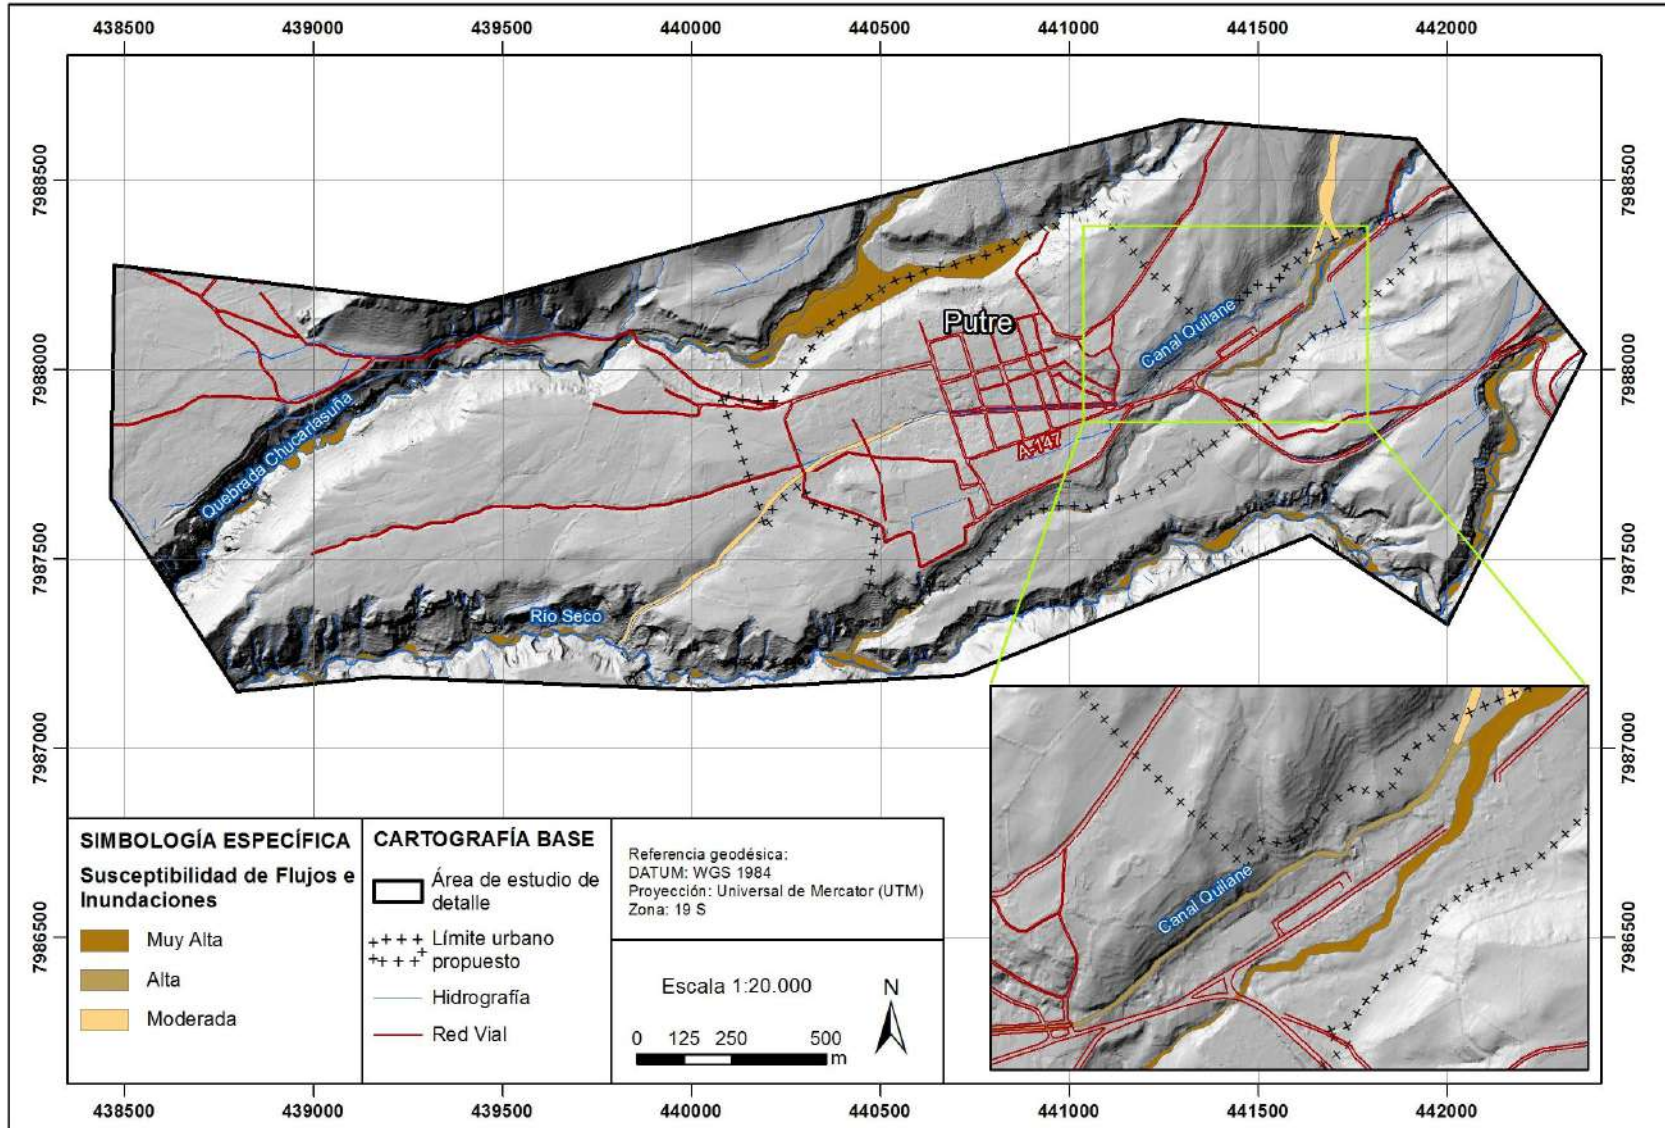 438500 439000 439500 440000 440500 441000 441500 442000
7988500 7988500
7988000 7988000
7987500 7987500
7987000 7987000
7986500 7986500
Putre
Canal Quilane
A-147
Quebrada Chucarlasuña
Río Seco
Canal Quilane
SIMBOLOGÍA ESPECÍFICA
Susceptibilidad de Flujos e
Inundaciones
Muy Alta
Alta
Moderada
CARTOGRAFÍA BASE
Área de estudio de
detalle
Límite urbano
propuesto
Hidrografía
Red Vial
Referencia geodésica:
DATUM: WGS 1984
Proyección: Universal de Mercator (UTM)
Zona: 19 S
Escala 1:20.000
N
0 125 250 500
m
438500 439000 439500 440000 440500 441000 441500 442000